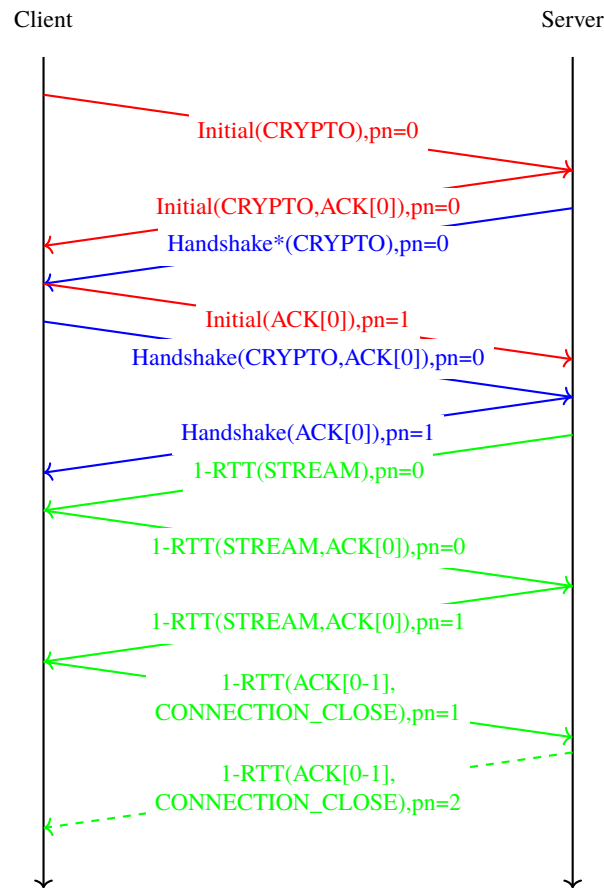 Client
Server
Initial(CRYPTO),pn=0
Initial(CRYPTO,ACK[0]),pn=0
Handshake*(CRYPTO),pn=0
Initial(ACK[0]),pn=1
Handshake(CRYPTO,ACK[0]),pn=0
Handshake(ACK[0]),pn=1
1-RTT(STREAM),pn=0
1-RTT(STREAM,ACK[0]),pn=0
1-RTT(STREAM,ACK[0]),pn=1
1-RTT(ACK[0-1],
CONNECTION_CLOSE),pn=1
1-RTT(ACK[0-1],
CONNECTION_CLOSE),pn=2